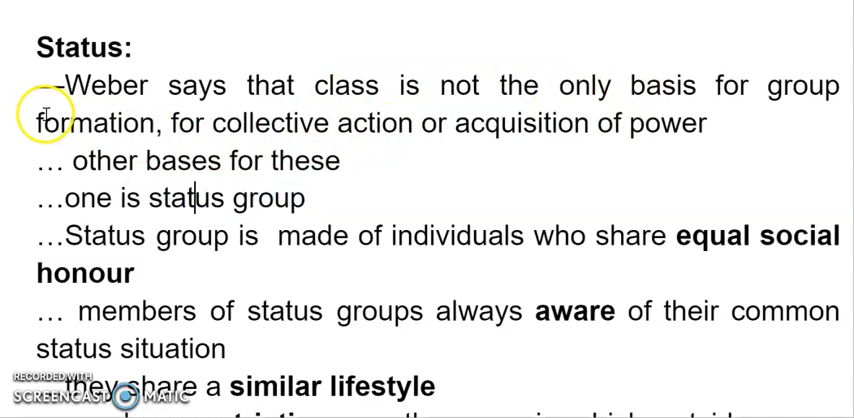 Status:
—Weber says that class is not the only basis for group
formation, for collective action or acquisition of power
… other bases for these
…one is status group
…Status group is made of individuals who share equal social
honour
… members of status groups always aware of their common
status situation
they share a similar lifestyle
RECORDED WITH
SCREENCAST MATIC